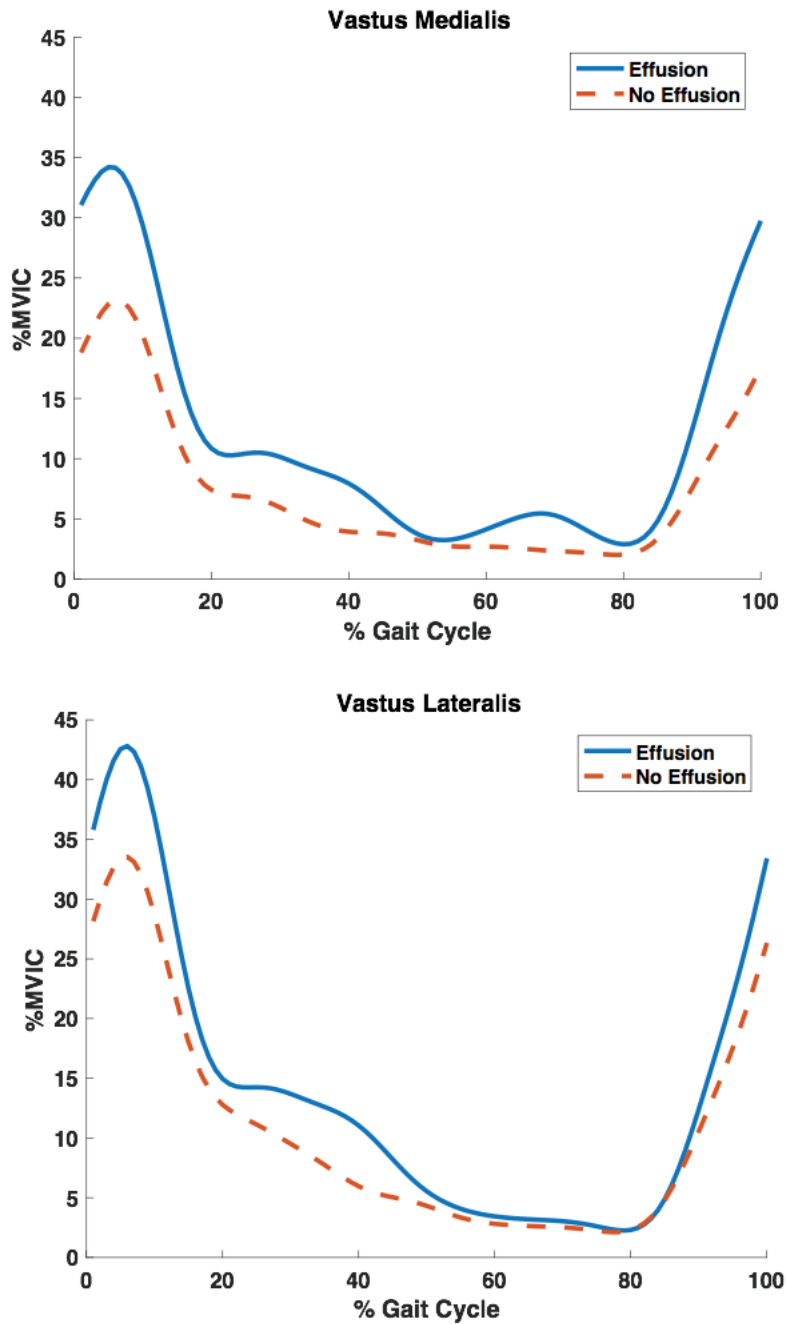 Vastus Medialis
45
40
35
30
25
20
15
10
5
0
%MVIC
Effusion
No Effusion
0 20 40 60 80 100
% Gait Cycle
Vastus Lateralis
45
40
35
30
25
20
15
10
5
0
%MVIC
Effusion
No Effusion
0 20 40 60 80 100
% Gait Cycle